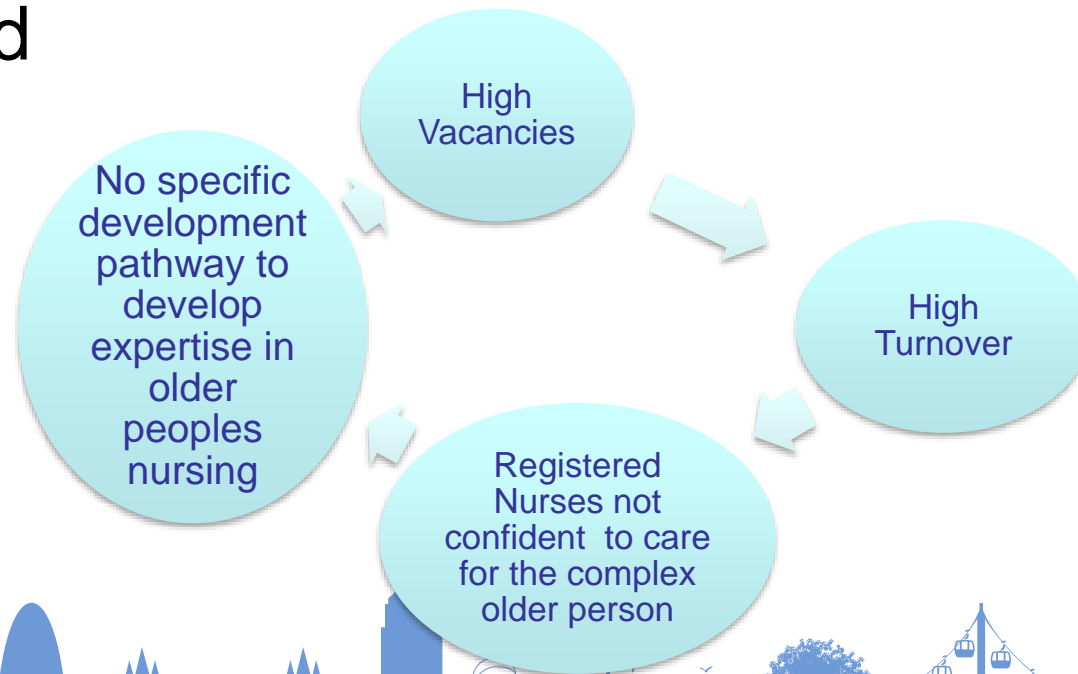 d
High
Vacancies
High
Turnover
Registered
Nurses not
confident  to care
for the complex
older person
No specific
development
pathway to
develop
expertise in
older
peoples
nursing